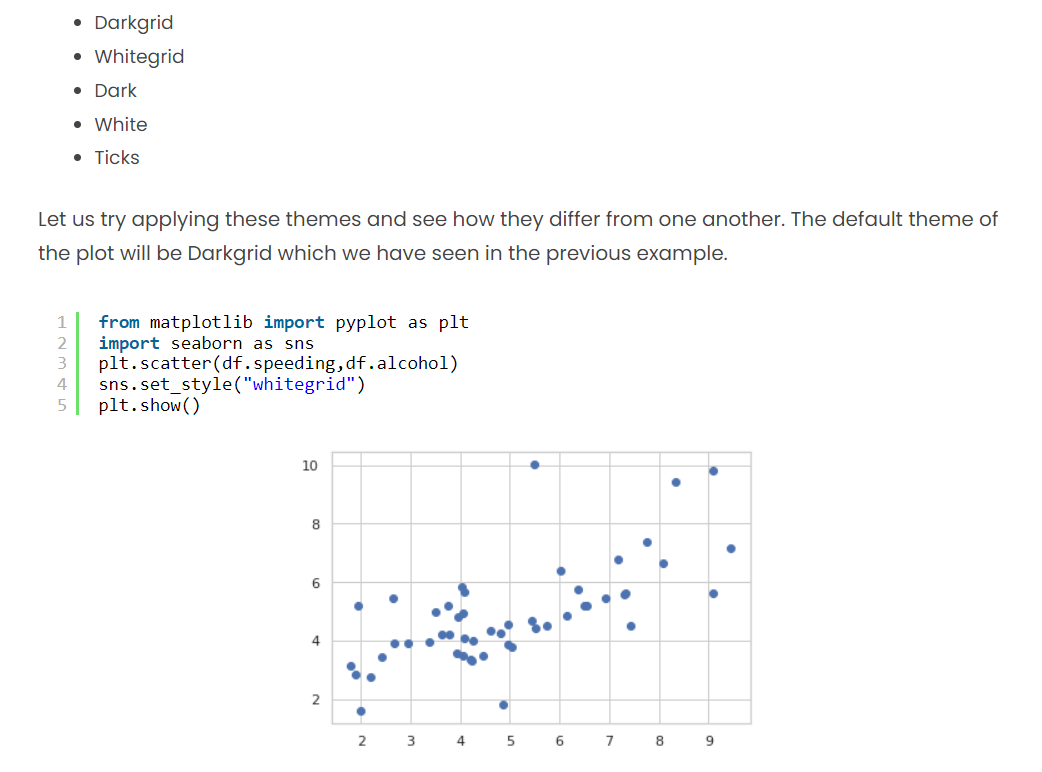 Darkgrid
Whitegrid
Dark
White
Ticks
Let us try applying these themes and see how they differ from one another. The default theme of
the plot will be Darkgrid which we have seen in the previous example.
1 from matplotlib import pyplot as plt
2 import seaborn as sns
3 plt.scatter(df.speeding,df.alcohol)
4 sns.set_style("whitegrid")
5 plt.show()
10
8
6
4
2
2 3 4 5 6 7 8 9